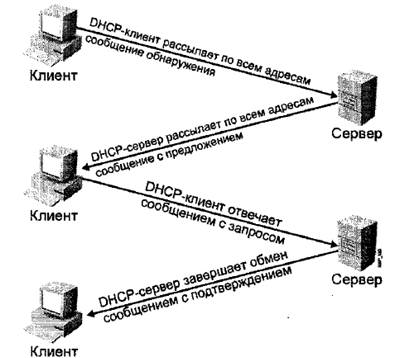 DHCP-клиент рассылает по всем адресам
сообщение обнаружения
Клиент
Сервер
DHCP-сервер рассылает по всем адресам
сообщение с предложением
Клиент
DHCP-клиент отвечает
сообщением с запросом
Сервер
DHCP-сервер завершает обмен
сообщением с подтверждением
Клиент